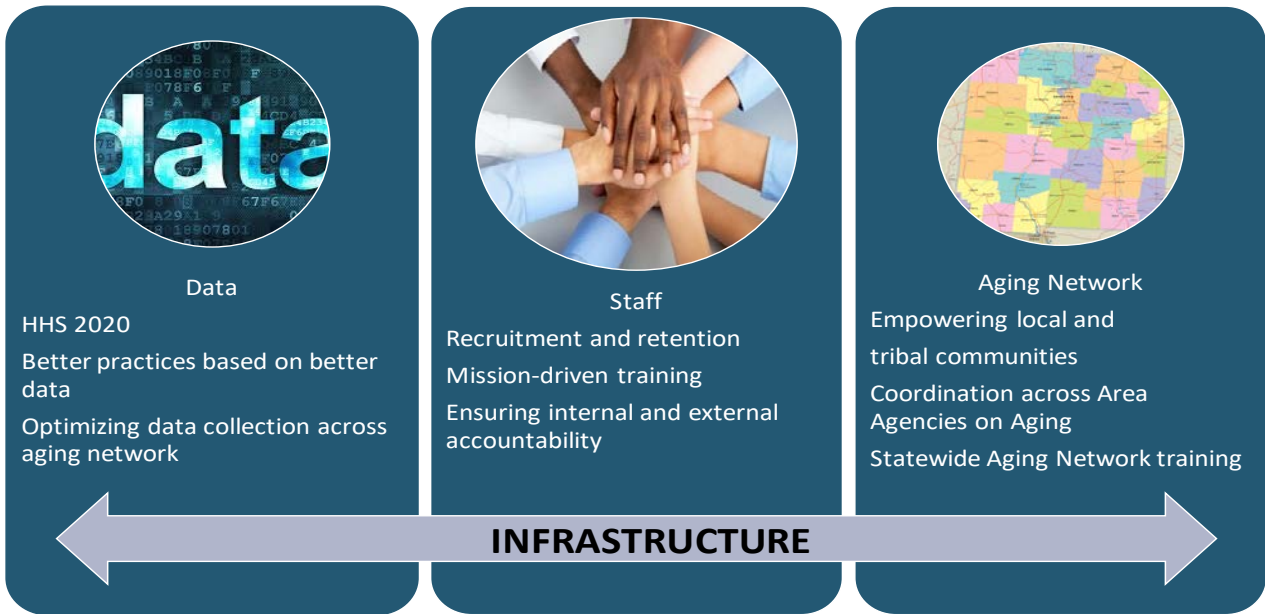 data
Data
HHS 2020
Better practices based on better
data
Optimizing data collection across
aging network
Staff
Recruitment and retention
Mission-driven training
Ensuring internal and external
accountability
Aging Network
Empowering local and
tribal communities
Coordination across Area
Agencies on Aging
Statewide Aging Network training
INFRASTRUCTURE